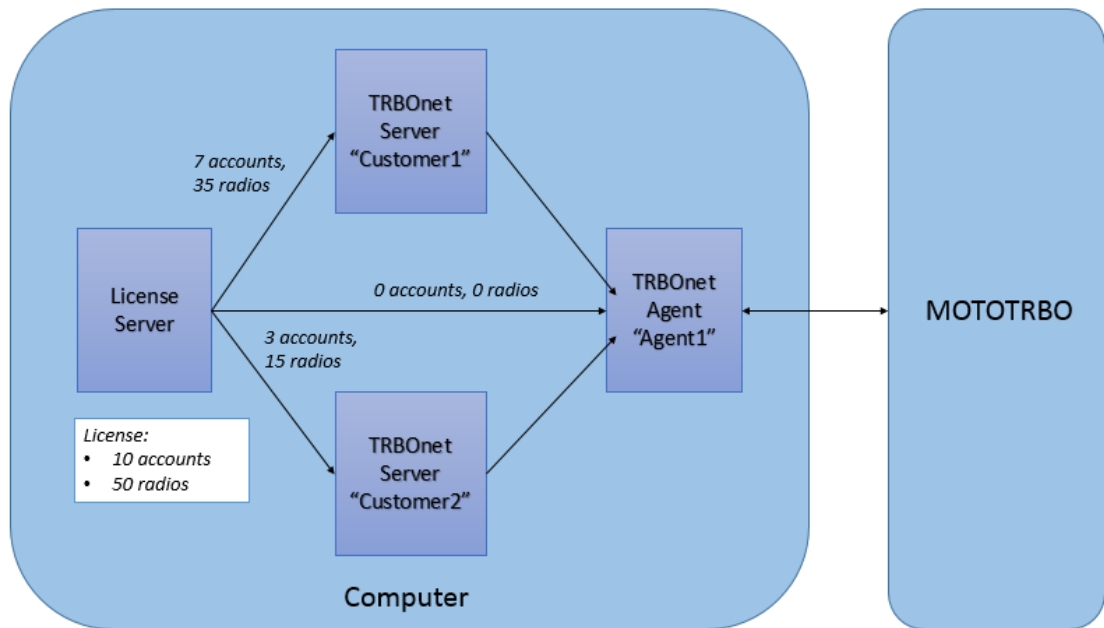 TRBOnet
Server
“Customer1”
7 accounts,
35 radios
License
Server
0 accounts, 0 radios
TRBOnet
Agent
“Agent1”
MOTOTRBO
3 accounts,
15 radios
License:
• 10 accounts
• 50 radios
TRBOnet
Server
“Customer2”
Computer